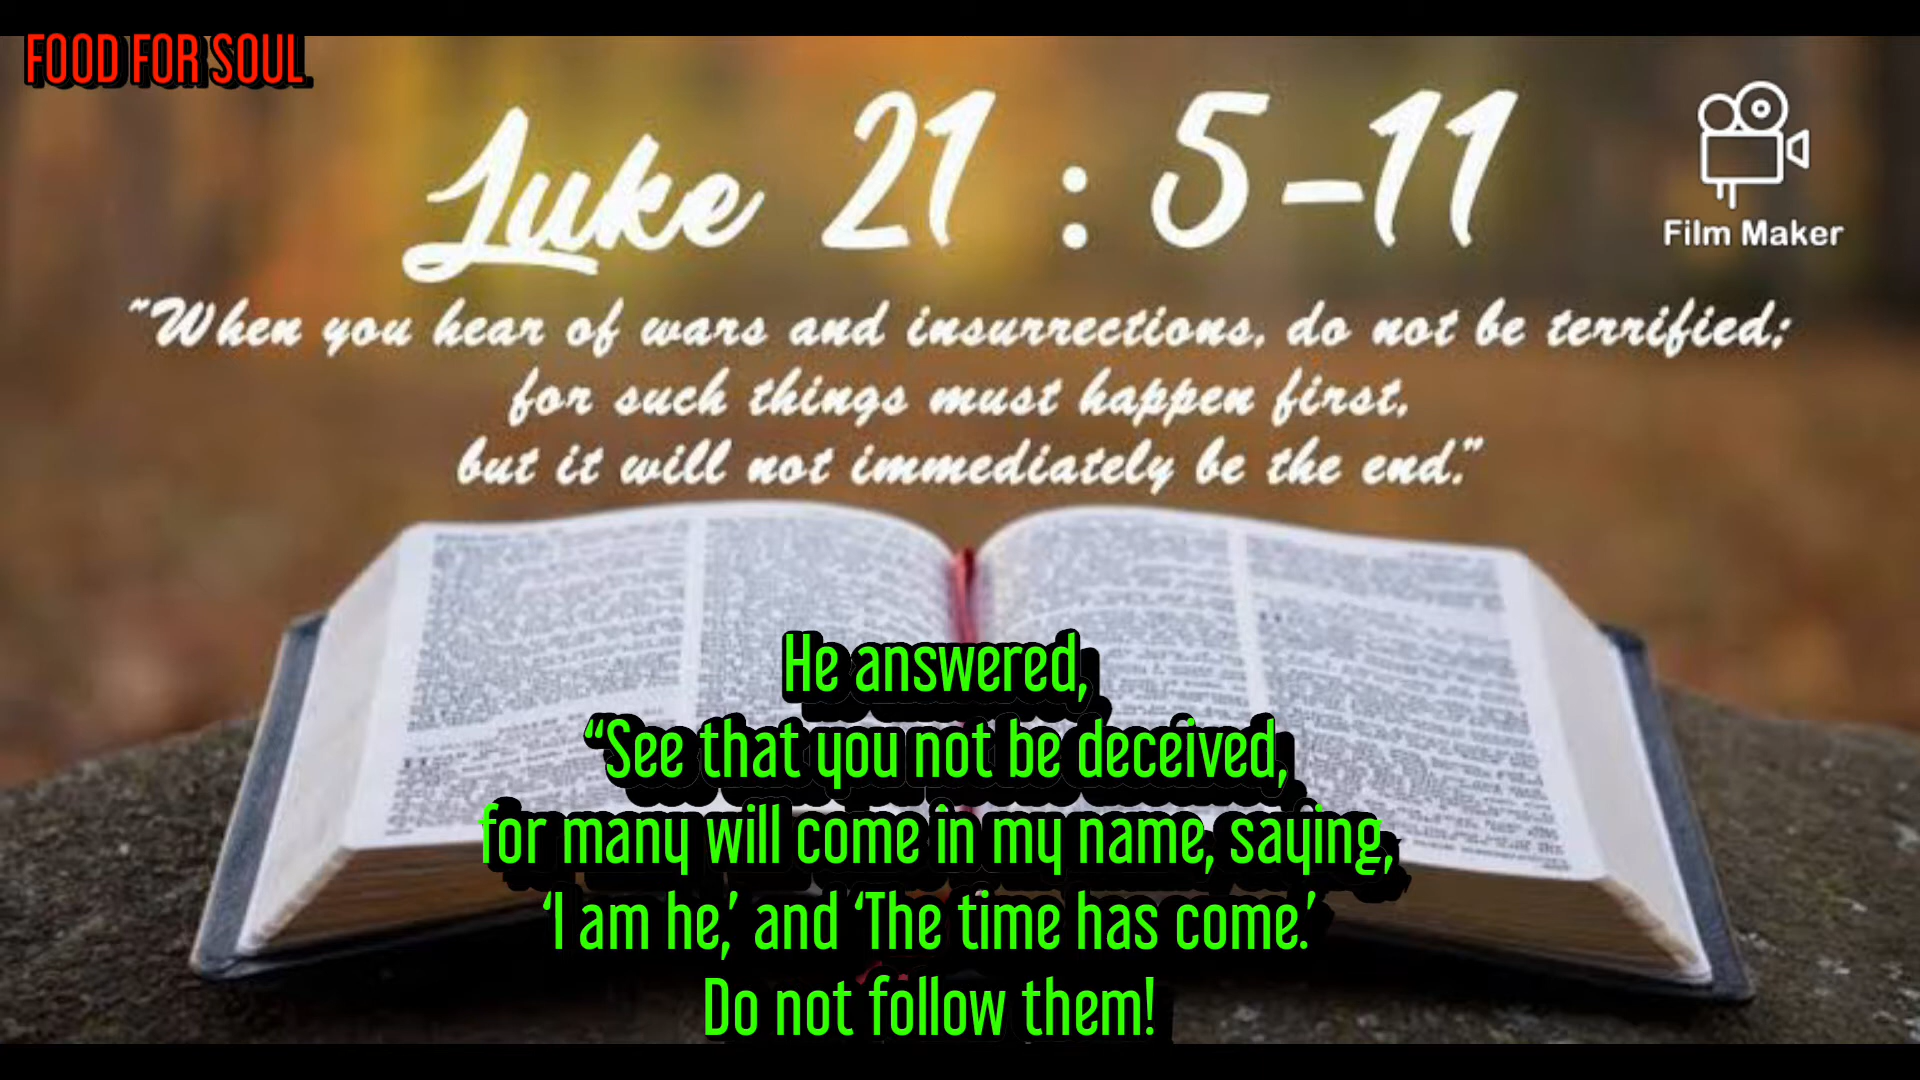 FOOD FOR SOUL
Luke 21 : 5-11
Film Maker
"When you hear of wars and insurrections, do not be terrified;
for such things must happen first,
but it will not immediately be the end."
He answered,
“See that you not be deceived,
for many will come in my name, saying,
‘I am he,’ and ‘The time has come.’
Do not follow them!